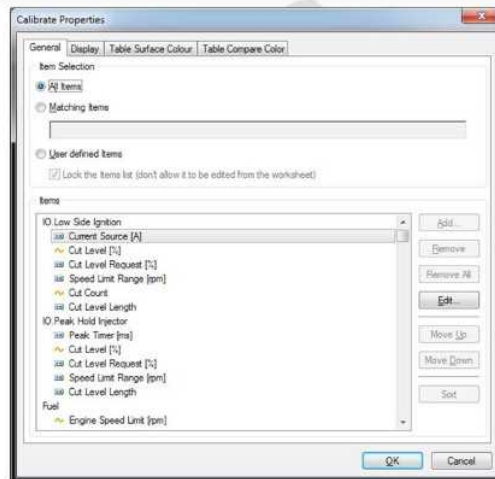 Calibrate Properties
General Display Table Surface Colour Table Compare Color
Item Selection
All Items
Matching Items
User defined Items
Lock the Items list (don't allow it to be edited from the worksheet)
Items
IO.Low Side Ignition
Current Source [A]
Cut Level [%]
Cut Level Request [%]
Speed Limit Range [rpm]
Cut Count
Cut Level Length
IO.Peak Hold Injector
Peak Timer [ms]
Cut Level [%]
Cut Level Request [%]
Speed Limit Range [rpm]
Cut Level Length
Fuel
Engine Speed Limit [rpm]
Add...
Remove
Remove All
Edit...
Move Up
Move Down
Sort
OK Cancel